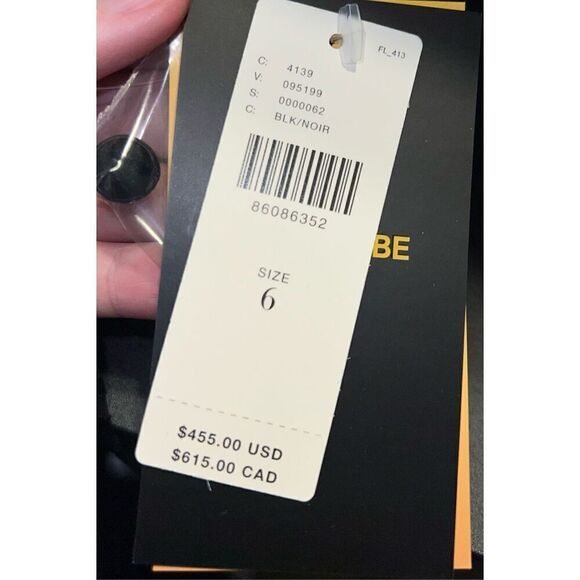 FL_413
C: 4139
V: 095199
S: 0000062
C: BLK/NOIR
86086352
BE
SIZE
6
$455.00 USD
$615.00 CAD